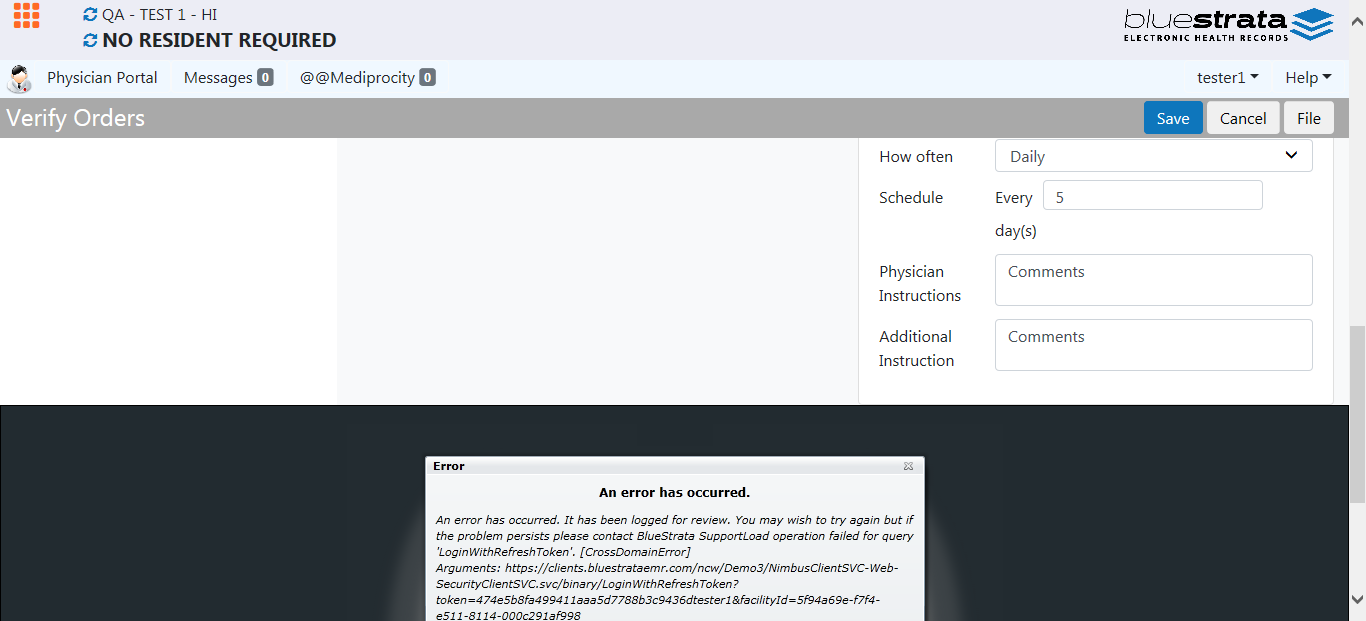 QA - TEST 1 - HI
NO RESIDENT REQUIRED
bluestrata
ELECTRONIC HEALTH RECORDS
Physician Portal Messages 0 @@Mediprocity 0 tester1 Help
Verify Orders Save Cancel File
How often Daily
Schedule Every 5
day(s)
Physician Comments
Instructions
Additional Comments
Instruction
Error
An error has occurred.
An error has occurred. It has been logged for review. You may wish to try again but if
the problem persists please contact BlueStrata SupportLoad operation failed for query
'LoginWithRefreshToken'. [CrossDomainError]
Arguments: https://clients.bluestrataemr.com/ncw/Demo3/NimbusClientSVC-Web-
SecurityClientSVC.svc/binary/LoginWithRefreshToken?
token=474e5b8fa499411aaa5d7788b3c9436dtester1&facilityId=5f94a69e-f7f4-
e511-8114-000c291af998